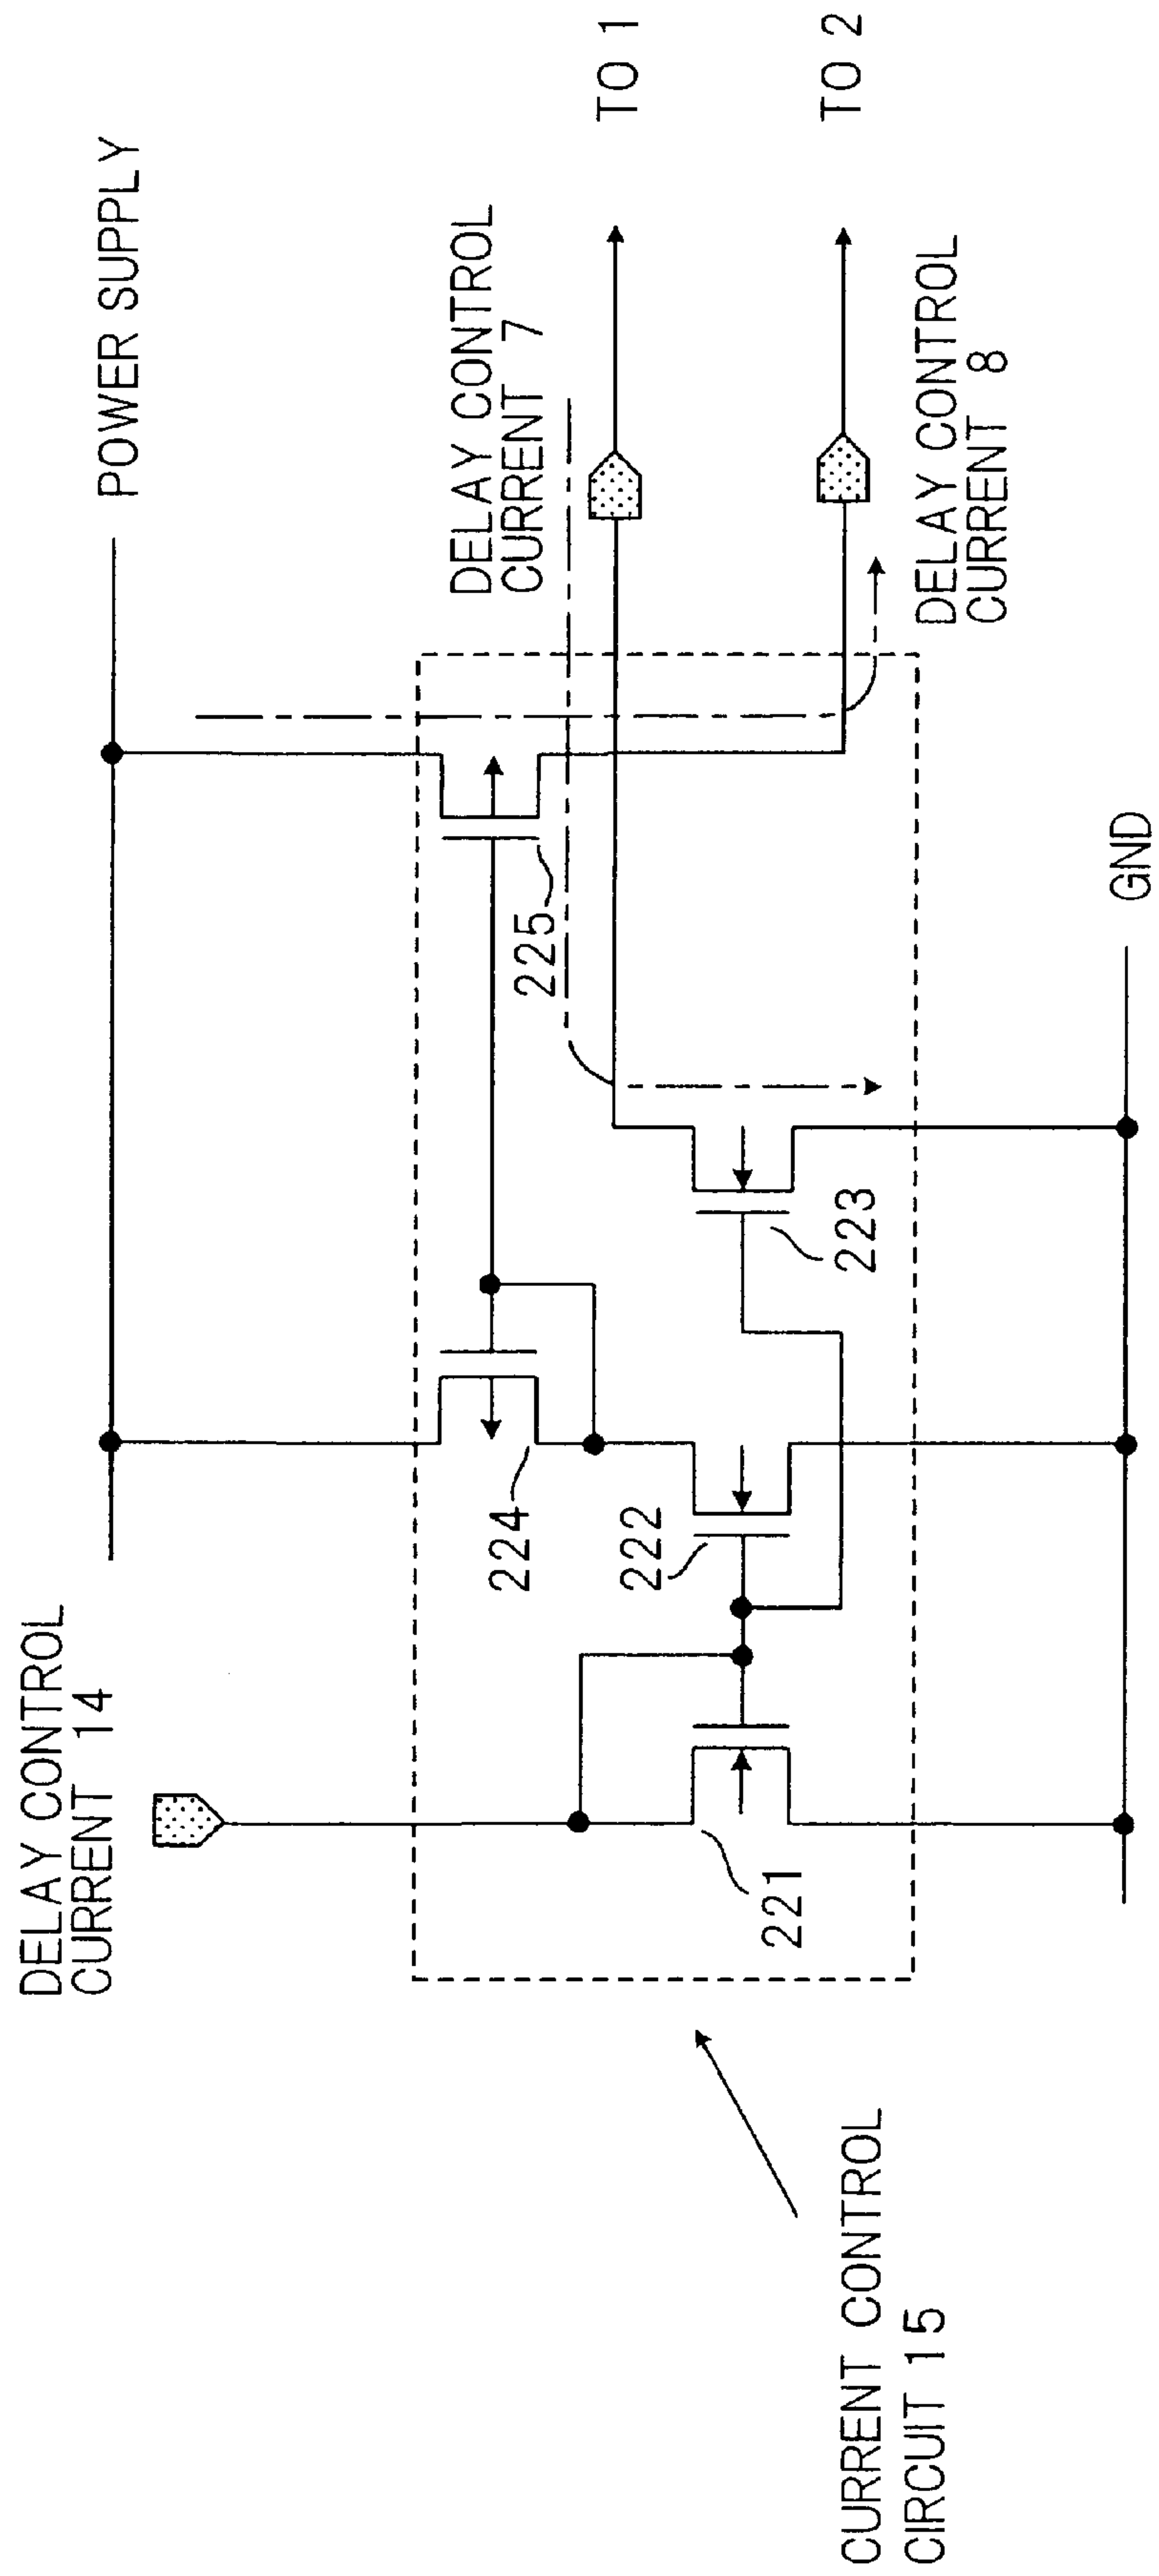 DELAY CONTROL
CURRENT 14
POWER SUPPLY
DELAY CONTROL
CURRENT 7
TO 1
TO 2
DELAY CONTROL
CURRENT 8
224
225
222
223
221
GND
CURRENT CONTROL
CIRCUIT 15